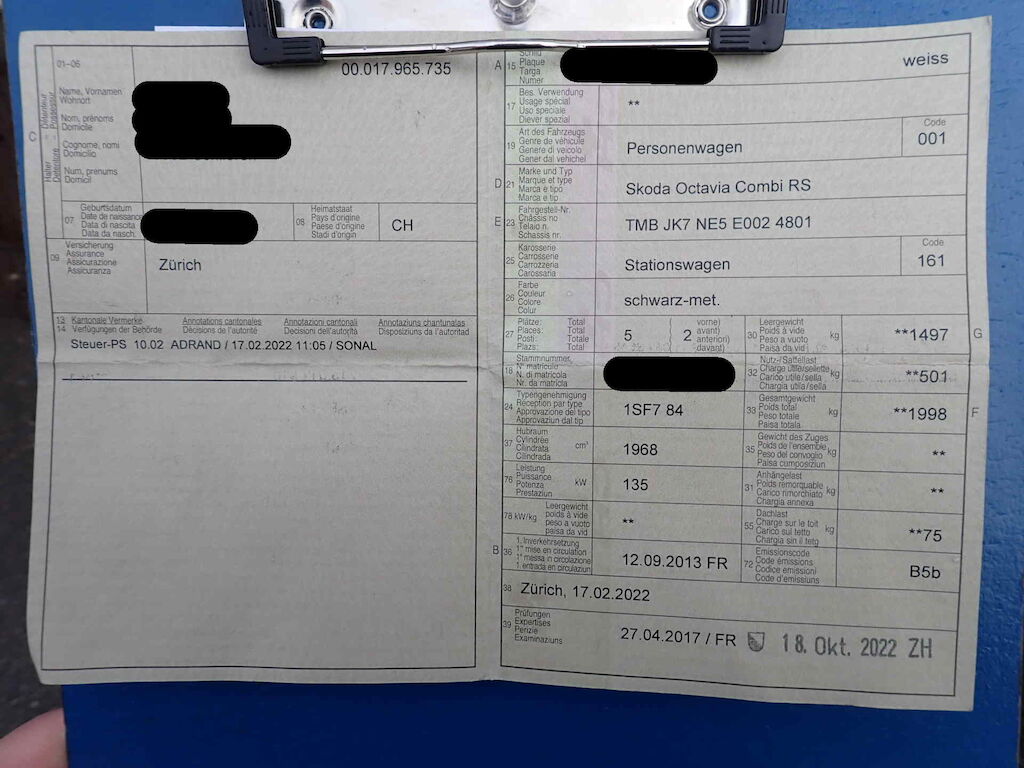 01-06
00.017.965.735
C
Détenteur - Possessur
Halter - Detentore
Name, Vornamen
Wohnort
Nom, prénoms
Domicile
Cognome, nomi
Domicilio
Num, prenums
Domicil
07
Geburtsdatum
Date de naissance
Data di nascita
Data da nasch.
08
Heimatstaat
Pays d'origine
Paese d'origine
Stadi d'origin
CH
09
Versicherung
Assurance
Assicurazione
Assicuranza
Zürich
13 Kantonale Vermerke Annotations cantonales Annotazioni cantonali Annotaziuns chantunalas
14 Verfügungen der Behörde Décisions de l'autorité Decisioni dell'autorità Disposiziuns da l'autoritad
Steuer-PS 10.02 ADRAND / 17.02.2022 11:05 / SONAL
A 15
Schild
Plaque
Targa
Numer
weiss
17
Bes. Verwendung
Usage spécial
Uso speciale
Diever spezial
**
19
Art des Fahrzeugs
Genre de véhicule
Genere di veicolo
Gener dal vehichel
Personenwagen
Code
001
D 21
Marke und Typ
Marque et type
Marca e tipo
Marca e tip
Skoda Octavia Combi RS
E 23
Fahrgestell-Nr.
Châssis no
Telaio n.
Schassis nr.
TMB JK7 NE5 E002 4801
25
Karosserie
Carrosserie
Carrozzeria
Carossaria
Stationswagen
Code
161
26
Farbe
Couleur
Colore
Colur
schwarz-met.
27
Plätze: Total
Places: Total
Posti: Totale
Plazs: Total
5
( 2 vorne)
avant)
anteriori)
davant)
30
Leergewicht
Poids à vide
Peso a vuoto
Paisa da vid
kg
**1497
G
18
Stammnummer
N° matricule
N. di matricola
Nr. da matricla
32
Nutz-/Sattellast
Charge utile/sellette
Carico utile/sella
Chargia utila/sella
kg
**501
24
Typengenehmigung
Réception par type
Approvazione del tipo
Approvaziun dal tip
1SF7 84
33
Gesamtgewicht
Poids total
Peso totale
Paisa totala
kg
**1998
F
37
Hubraum
Cylindrée
Cilindrata
Cilindrada
cm³
1968
35
Gewicht des Zuges
Poids de l'ensemble
Peso del convoglio
Paisa cumposiziun
kg
**
76
Leistung
Puissance
Potenza
Prestaziun
kW
135
31
Anhängelast
Poids remorquable
Carico rimorchiato
Chargia annexa
kg
**
78 kW/kg
Leergewicht
poids à vide
peso a vuoto
paisa da vid
**
55
Dachlast
Charge sur le toit
Carico sul tetto
Chargia sin il tetg
kg
**75
B 36
1. Inverkehrsetzung
1re mise en circulation
1a messa in circolazione
1. entrada en circulaziun
12.09.2013 FR
72
Emissionscode
Code émissions
Codice emissioni
Code d'emissiuns
B5b
38
Zürich, 17.02.2022
39
Prüfungen
Expertises
Perizie
Examinaziuns
27.04.2017 / FR
18. Okt. 2022 ZH